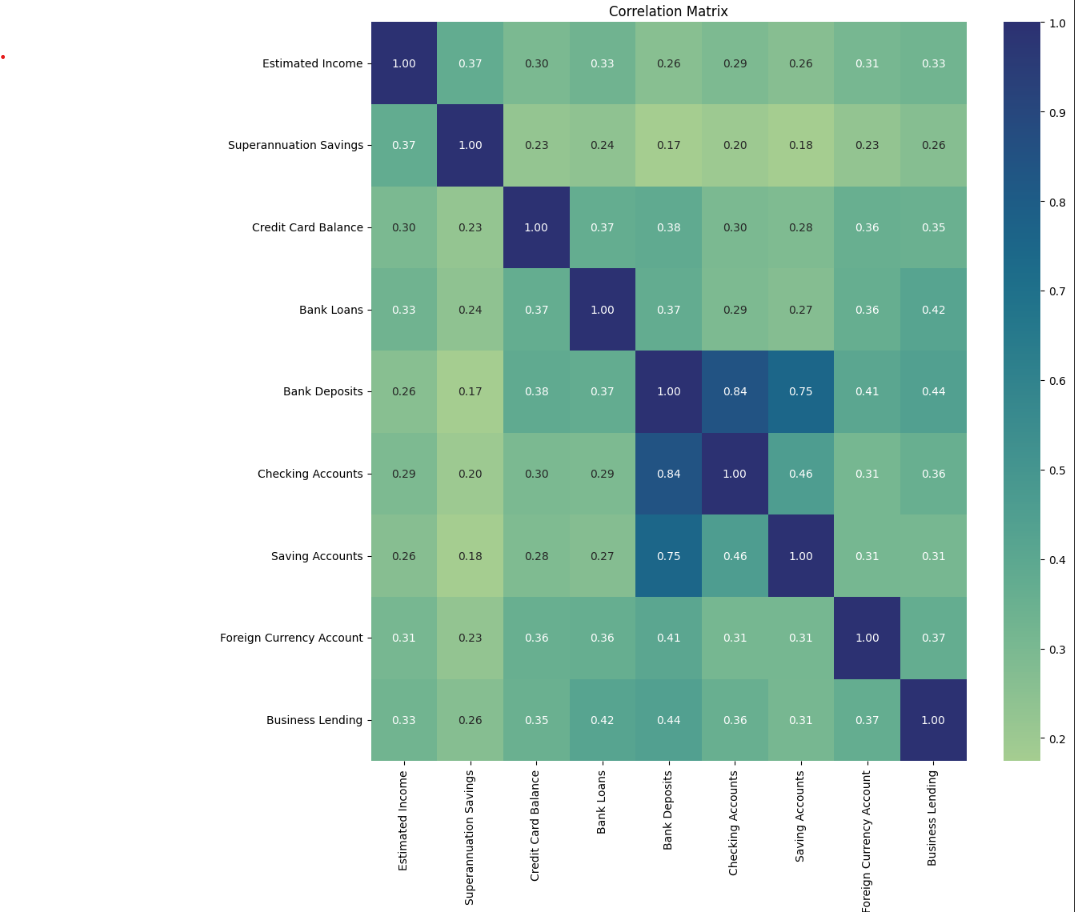 Correlation Matrix
Estimated Income 1.00 0.37 0.30 0.33 0.26 0.29 0.26 0.31 0.33
Superannuation Savings 0.37 1.00 0.23 0.24 0.17 0.20 0.18 0.23 0.26
Credit Card Balance 0.30 0.23 1.00 0.37 0.38 0.30 0.28 0.36 0.35
Bank Loans 0.33 0.24 0.37 1.00 0.37 0.29 0.27 0.36 0.42
Bank Deposits 0.26 0.17 0.38 0.37 1.00 0.84 0.75 0.41 0.44
Checking Accounts 0.29 0.20 0.30 0.29 0.84 1.00 0.46 0.31 0.36
Saving Accounts 0.26 0.18 0.28 0.27 0.75 0.46 1.00 0.31 0.31
Foreign Currency Account 0.31 0.23 0.36 0.36 0.41 0.31 0.31 1.00 0.37
Business Lending 0.33 0.26 0.35 0.42 0.44 0.36 0.31 0.37 1.00
Estimated Income
Superannuation Savings
Credit Card Balance
Bank Loans
Bank Deposits
Checking Accounts
Saving Accounts
Foreign Currency Account
Business Lending
1.0
0.9
0.8
0.7
0.6
0.5
0.4
0.3
0.2